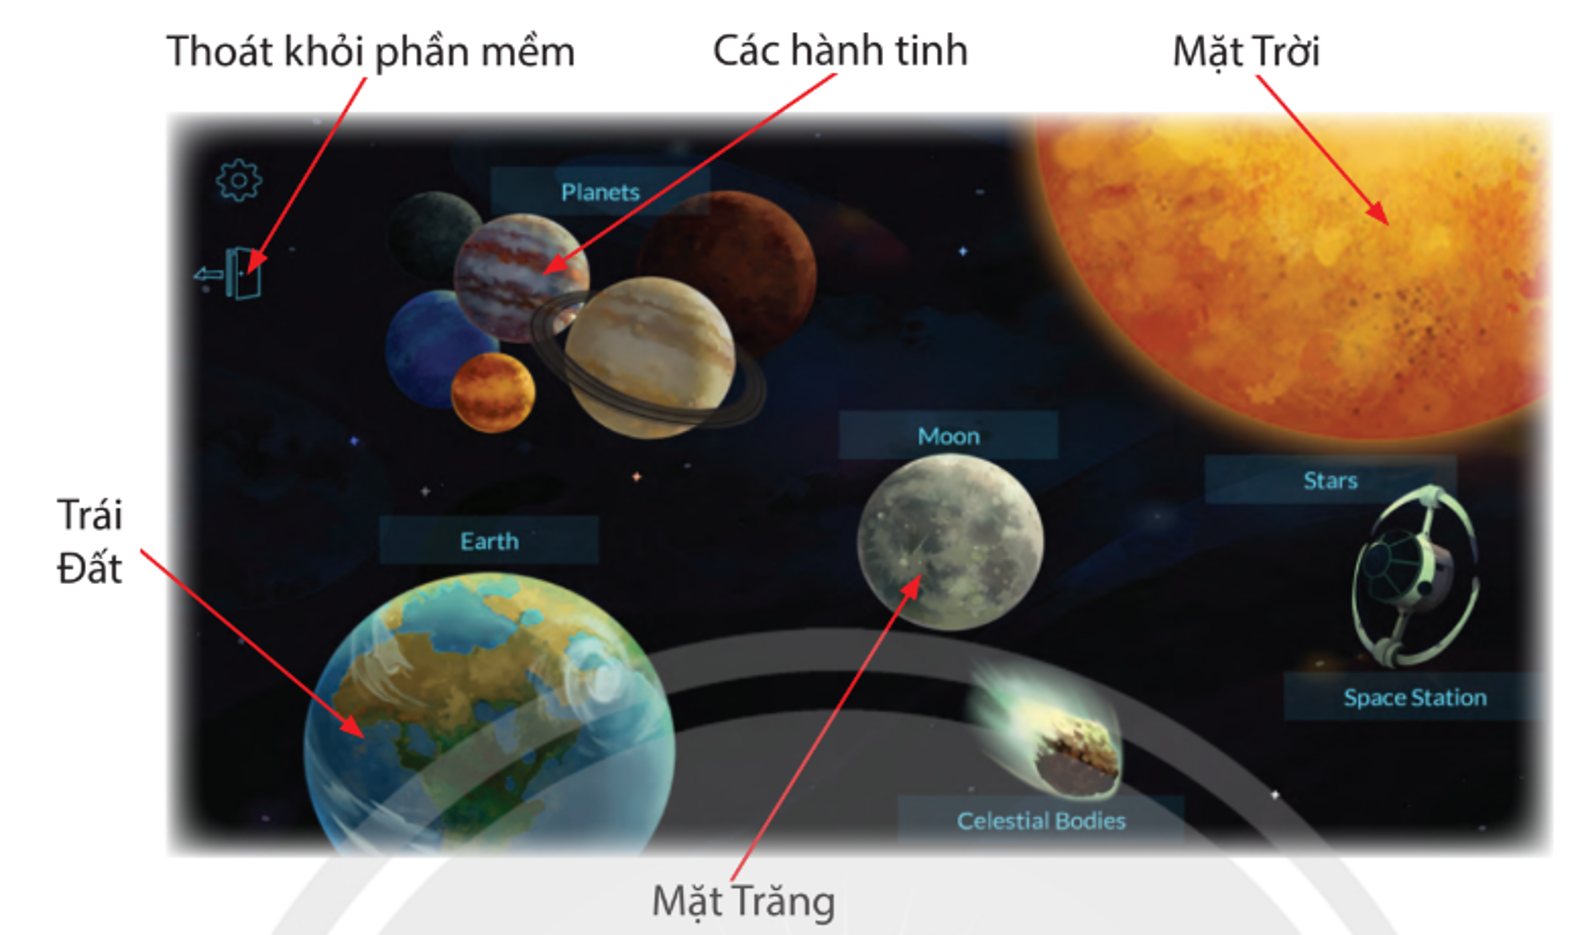 Thoát khỏi phần mềm
Các hành tinh
Mặt Trời
Planets
Moon
Stars
Trái
Đất
Earth
Space Station
Celestial Bodies
Mặt Trăng